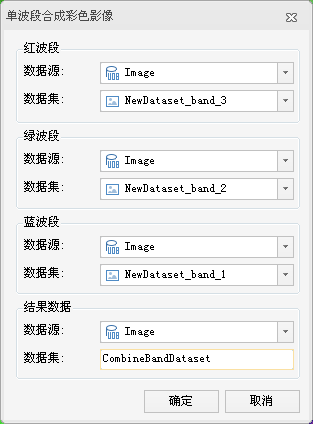 单波段合成彩色影像
红波段
数据源: Image
数据集: NewDataset_band_3
绿波段
数据源: Image
数据集: NewDataset_band_2
蓝波段
数据源: Image
数据集: NewDataset_band_1
结果数据
数据源: Image
数据集: CombineBandDataset
确定 取消